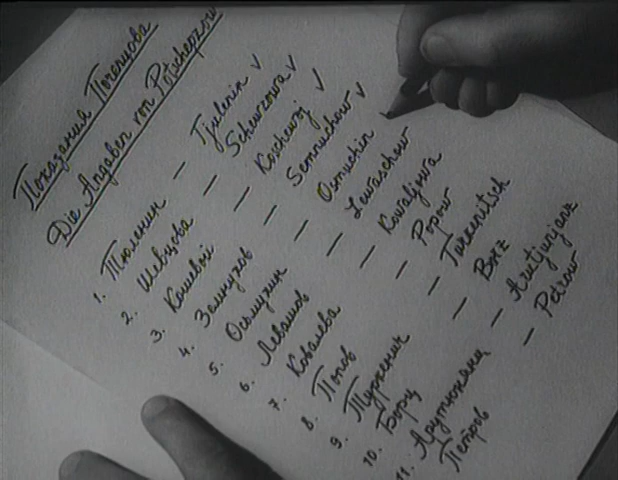 Показания Почепцова
Die Angaben von Potschepzow
1. Тюленин — Tjulenin ✓
2. Шевцова — Schewzowa ✓
3. Кошевой — Koschewoj ✓
4. Земнухов — Semnuchow ✓
5. Осьмухин — Osmuchin
6. Левашов — Lewaschow
7. Ковалева — Kowaljowa
8. Попов — Popow
9. Туркенич — Turkenitsch
10. Борц — Borz
11. Арутюнянц — Arutjunjanz
Петров — Petrow